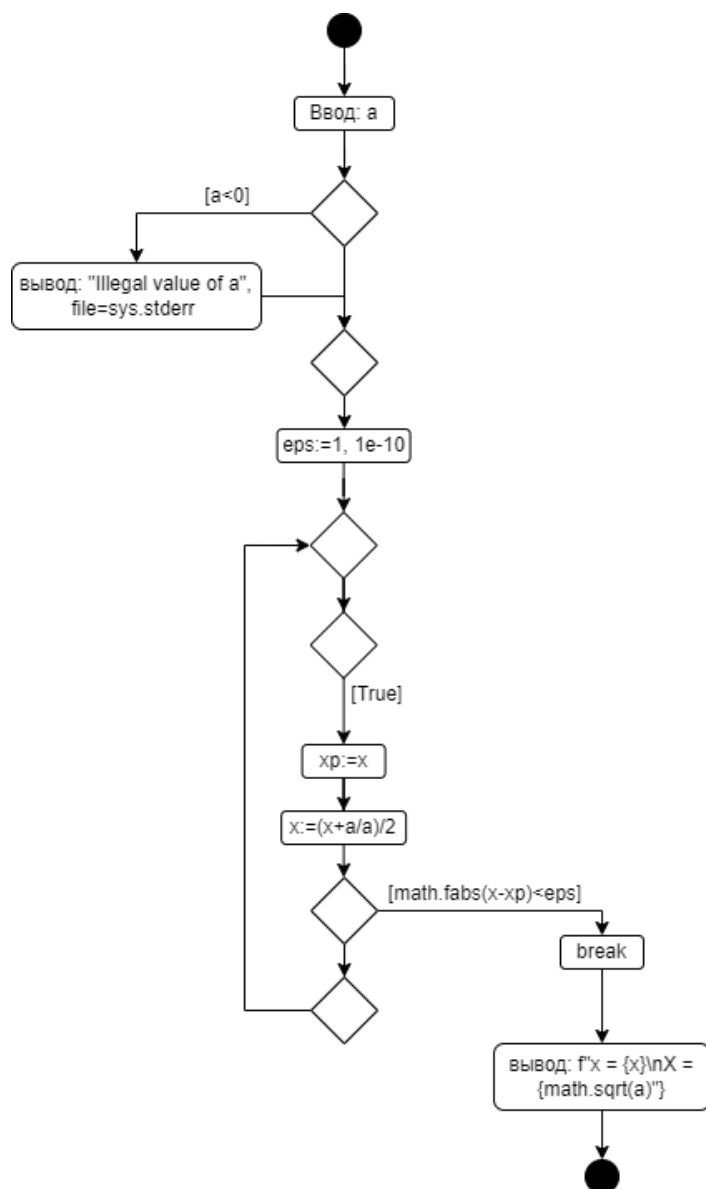 Ввод: a
[a<0]
вывод: "Illegal value of a",
file=sys.stderr
eps:=1, 1e-10
[True]
xp:=x
x:=(x+a/a)/2
[math.fabs(x-xp)<eps]
break
вывод: f"x = {x}\nX =
{math.sqrt(a)"}